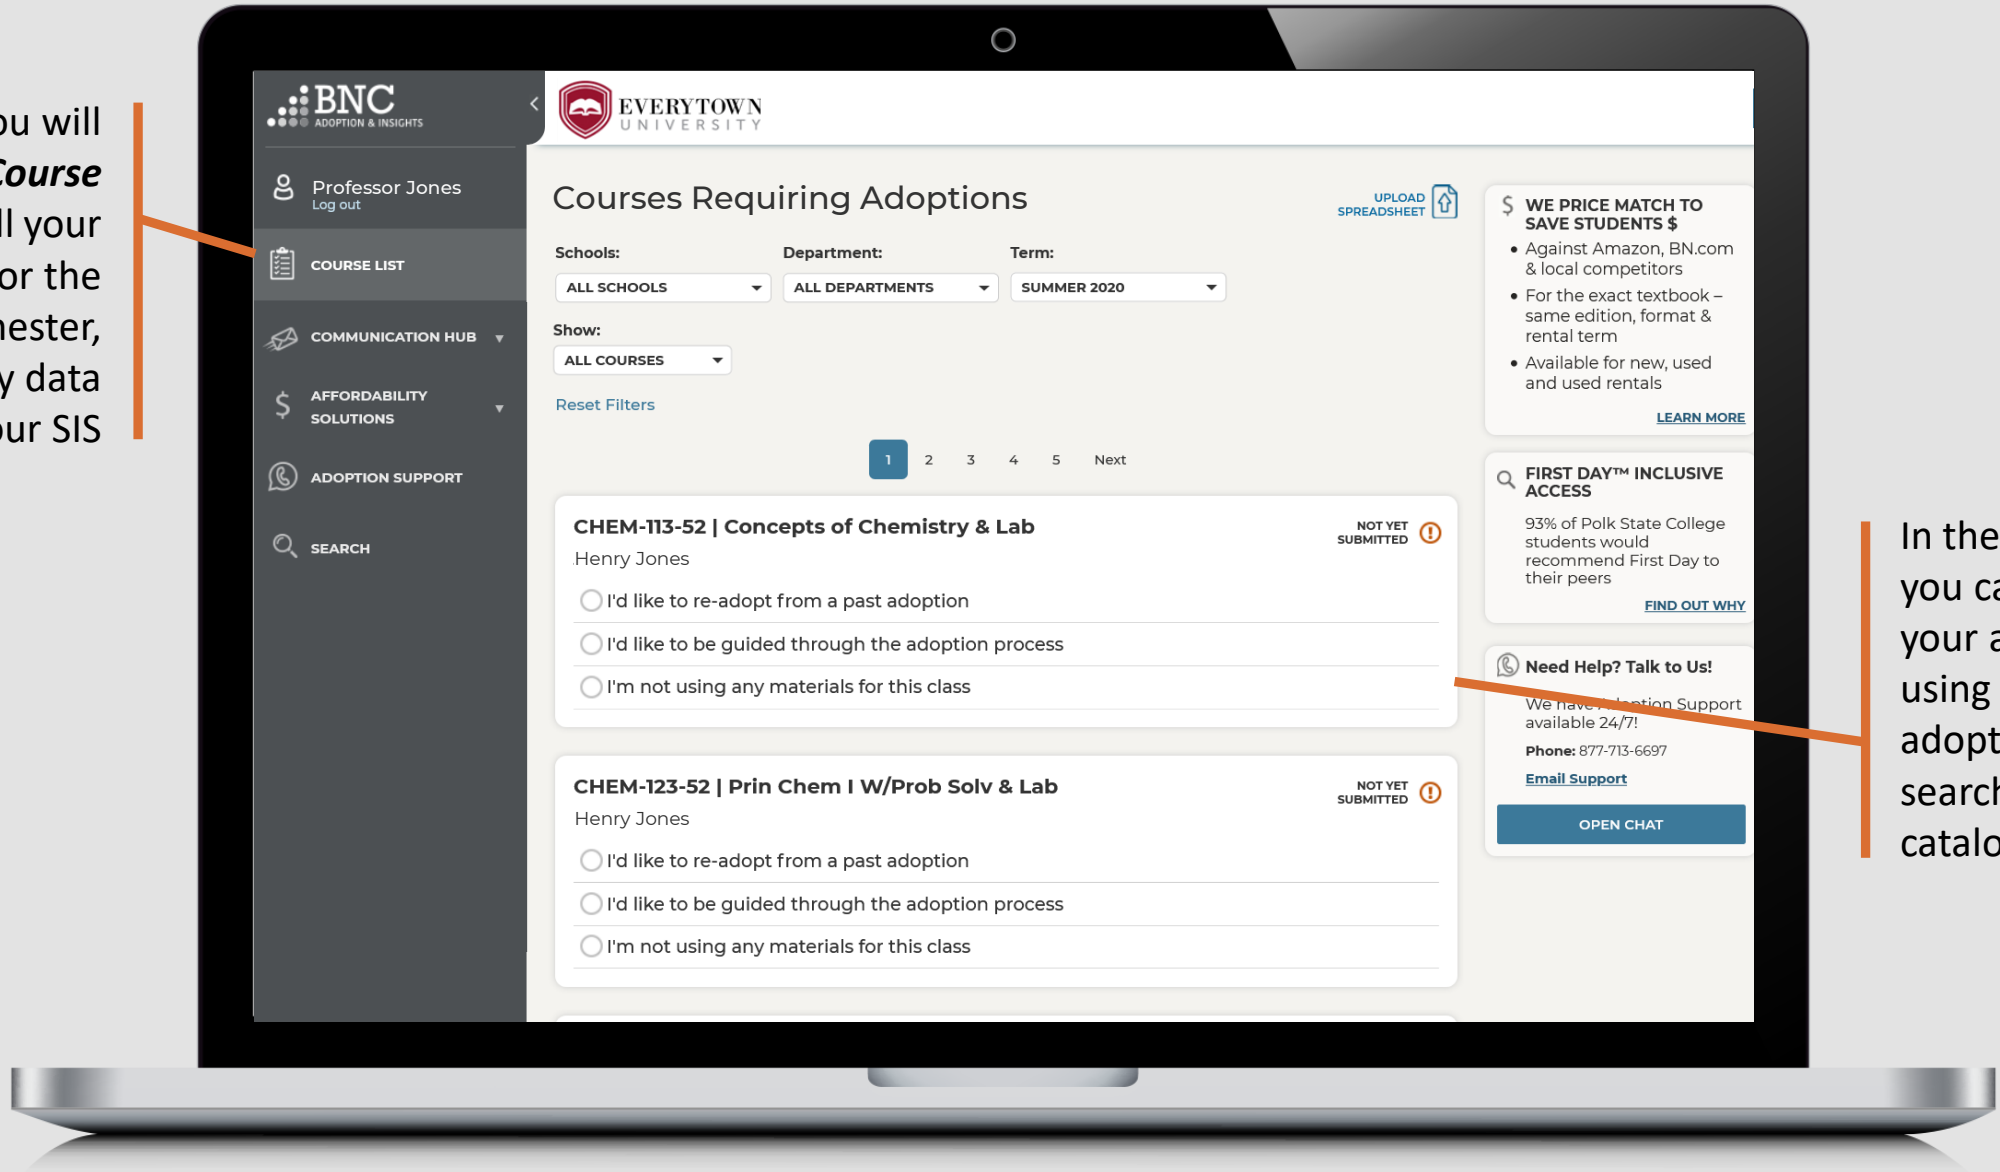 will
Course
your
the
data
SIS
BNC
ADOPTION & INSIGHTS
Professor Jones
Log out
COURSE LIST
COMMUNICATION HUB
AFFORDABILITY
SOLUTIONS
ADOPTION SUPPORT
SEARCH
EVERYTOWN
UNIVERSITY
Courses Requiring Adoptions
UPLOAD
SPREADSHEET
Schools: Department: Term:
ALL SCHOOLS ALL DEPARTMENTS SUMMER 2020
Show:
ALL COURSES
Reset Filters
1 2 3 4 5 Next
CHEM-113-52 | Concepts of Chemistry & Lab
NOT YET
SUBMITTED
Henry Jones
I'd like to re-adopt from a past adoption
I'd like to be guided through the adoption process
I'm not using any materials for this class
CHEM-123-52 | Prin Chem I W/Prob Solv & Lab
NOT YET
SUBMITTED
Henry Jones
I'd like to re-adopt from a past adoption
I'd like to be guided through the adoption process
I'm not using any materials for this class
$ WE PRICE MATCH TO
SAVE STUDENTS $
• Against Amazon, BN.com
& local competitors
• For the exact textbook –
same edition, format &
rental term
• Available for new, used
and used rentals
LEARN MORE
FIRST DAY™ INCLUSIVE
ACCESS
93% of Polk State College
students would
recommend First Day to
their peers
FIND OUT WHY
Need Help? Talk to Us!
We have Adoption Support
available 24/7!
Phone: 877-713-6697
Email Support
OPEN CHAT
In the
you
your
using